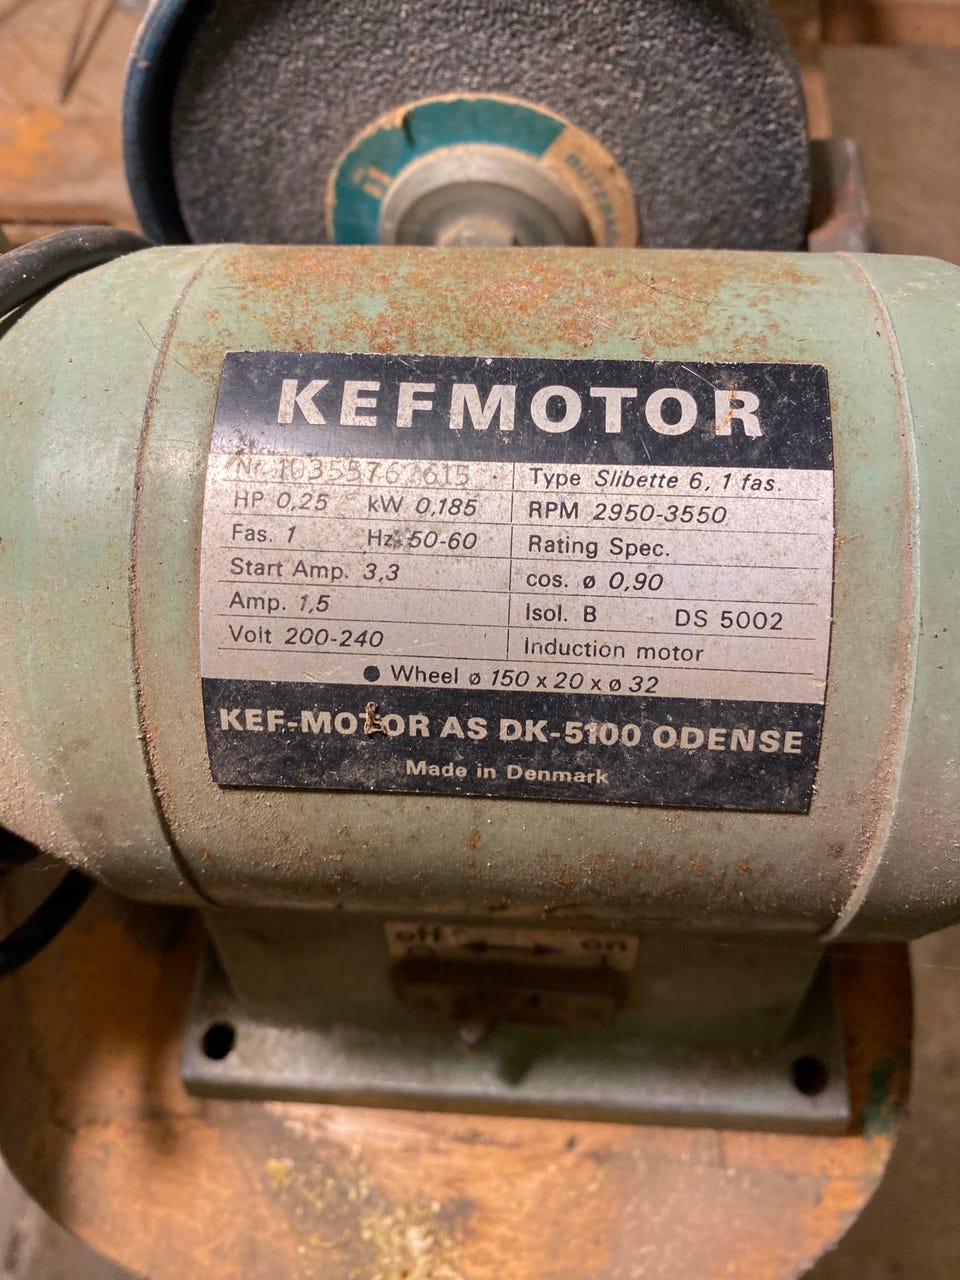 KEFMOTOR
Nr. Type Slibette 6, 1 fas.
HP 0,25 kW 0,185 RPM 2950-3550
Fas. 1 Hz. 50-60 Rating Spec.
Start Amp. 3,3 cos. ø 0,90
Amp. 1,5 Isol. B DS 5002
Volt 200-240 Induction motor
● Wheel ø 150 x 20 x ø 32
KEF-MOTOR AS DK-5100 ODENSE
Made in Denmark
off on